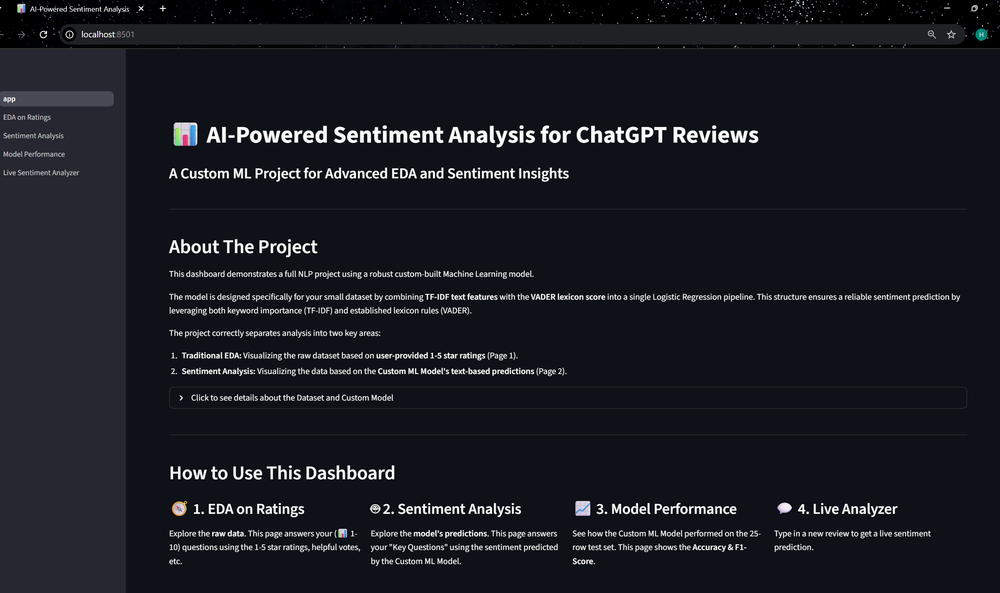 AI-Powered Sentiment Analysis
localhost:8501
H
app
EDA on Ratings
Sentiment Analysis
Model Performance
Live Sentiment Analyzer
AI-Powered Sentiment Analysis for ChatGPT Reviews
A Custom ML Project for Advanced EDA and Sentiment Insights
About The Project
This dashboard demonstrates a full NLP project using a robust custom-built Machine Learning model.
The model is designed specifically for your small dataset by combining TF-IDF text features with the VADER lexicon score into a single Logistic Regression pipeline. This structure ensures a reliable sentiment prediction by
leveraging both keyword importance (TF-IDF) and established lexicon rules (VADER).
The project correctly separates analysis into two key areas:
1. Traditional EDA: Visualizing the raw dataset based on user-provided 1-5 star ratings (Page 1).
2. Sentiment Analysis: Visualizing the data based on the Custom ML Model's text-based predictions (Page 2).
Click to see details about the Dataset and Custom Model
How to Use This Dashboard
1. EDA on Ratings
Explore the raw data. This page answers your (📊 1-
10) questions using the 1-5 star ratings, helpful votes,
etc.
2. Sentiment Analysis
Explore the model's predictions. This page answers
your "Key Questions" using the sentiment predicted
by the Custom ML Model.
3. Model Performance
See how the Custom ML Model performed on the 25-
row test set. This page shows the Accuracy & F1-
Score.
4. Live Analyzer
Type in a new review to get a live sentiment
prediction.